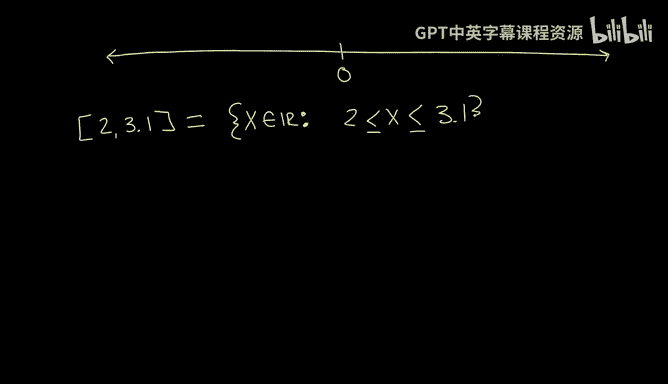 GPT中英字幕课程资源 bilibili
0
[2,3.1] = {X∈ℝ: 2≤X≤3.1}